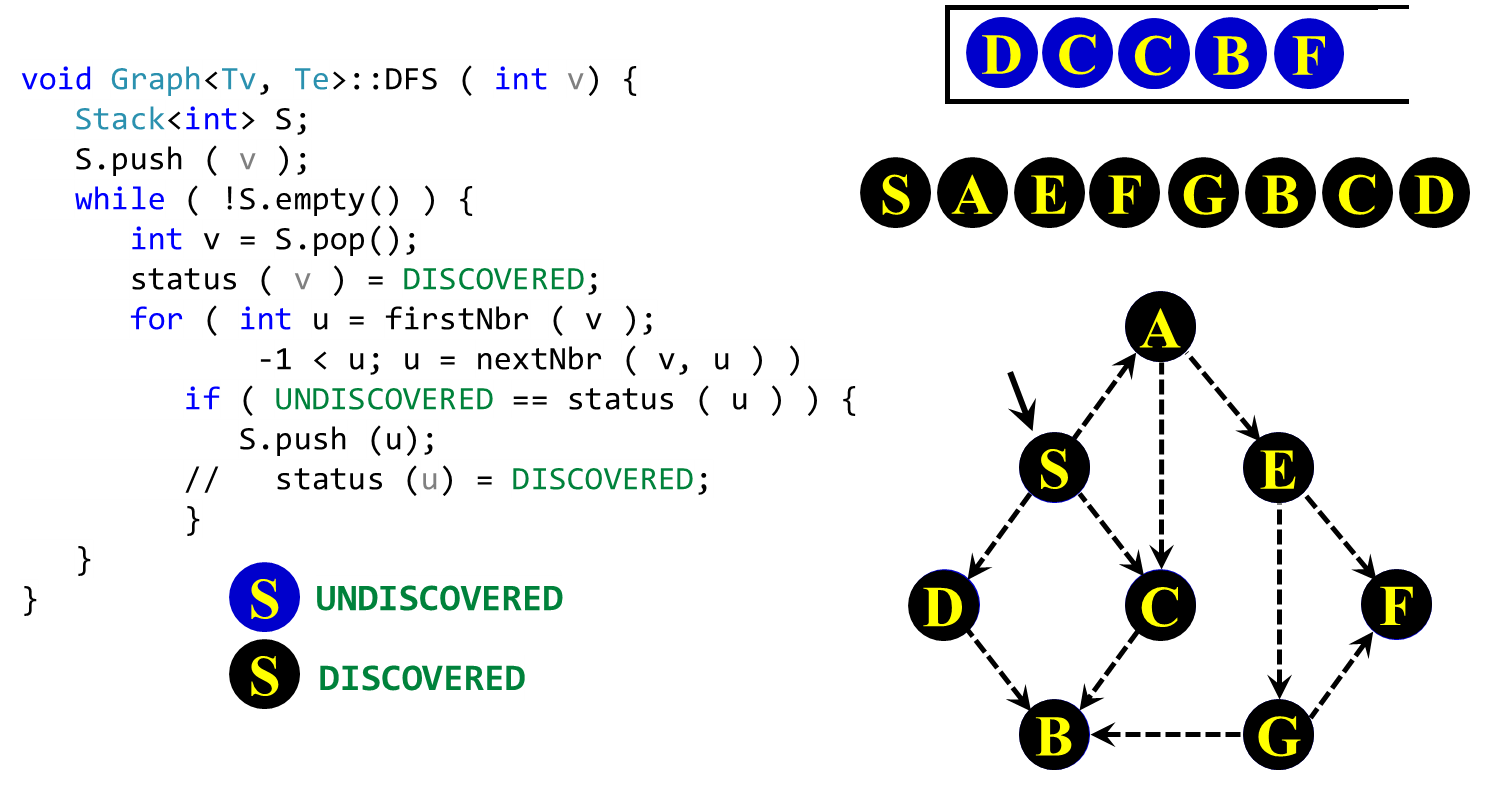 void Graph<Tv, Te>::DFS ( int v) {
Stack<int> S;
S.push ( v );
while ( !S.empty() ) {
int v = S.pop();
status ( v ) = DISCOVERED;
for ( int u = firstNbr ( v );
-1 < u; u = nextNbr ( v, u ) )
if ( UNDISCOVERED == status ( u ) ) {
S.push (u);
// status (u) = DISCOVERED;
}
}
}
S UNDISCOVERED
S DISCOVERED
D C C B F
S A E F G B C D
A
S E
D C F
B G